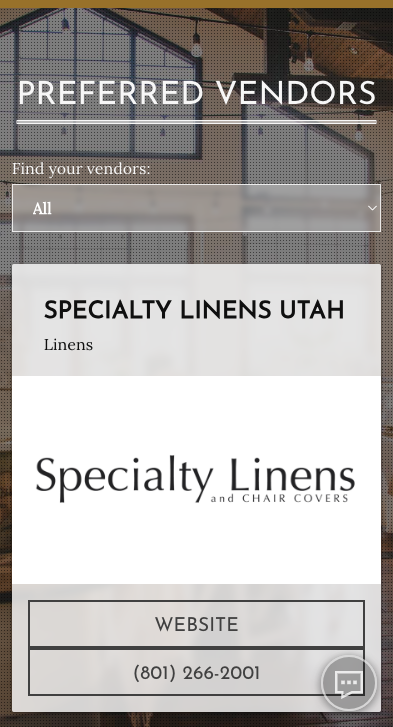 PREFERRED VENDORS
Find your vendors:
All
SPECIALTY LINENS UTAH
Linens
Specialty Linens
and CHAIR COVERS
WEBSITE
(801) 266-2001